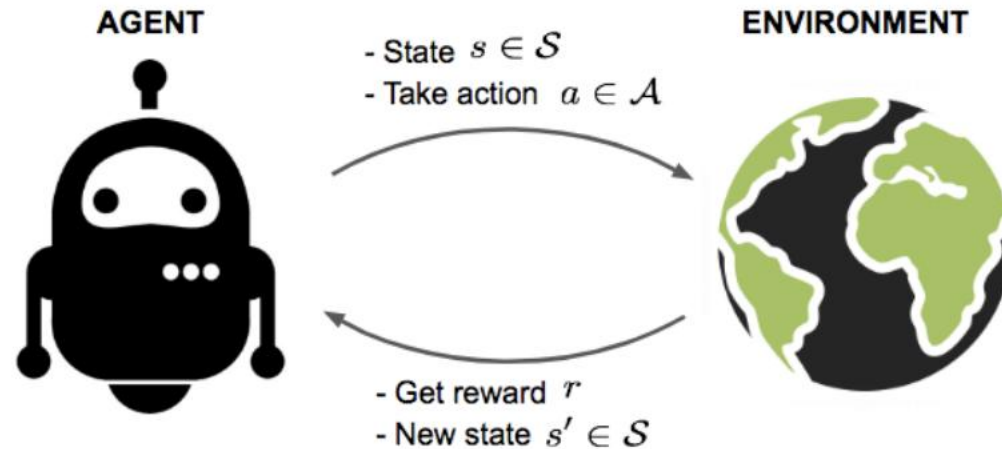 AGENT
ENVIRONMENT
- State s ∈ 𝒮
- Take action a ∈ 𝒜
- Get reward r
- New state s′ ∈ 𝒮